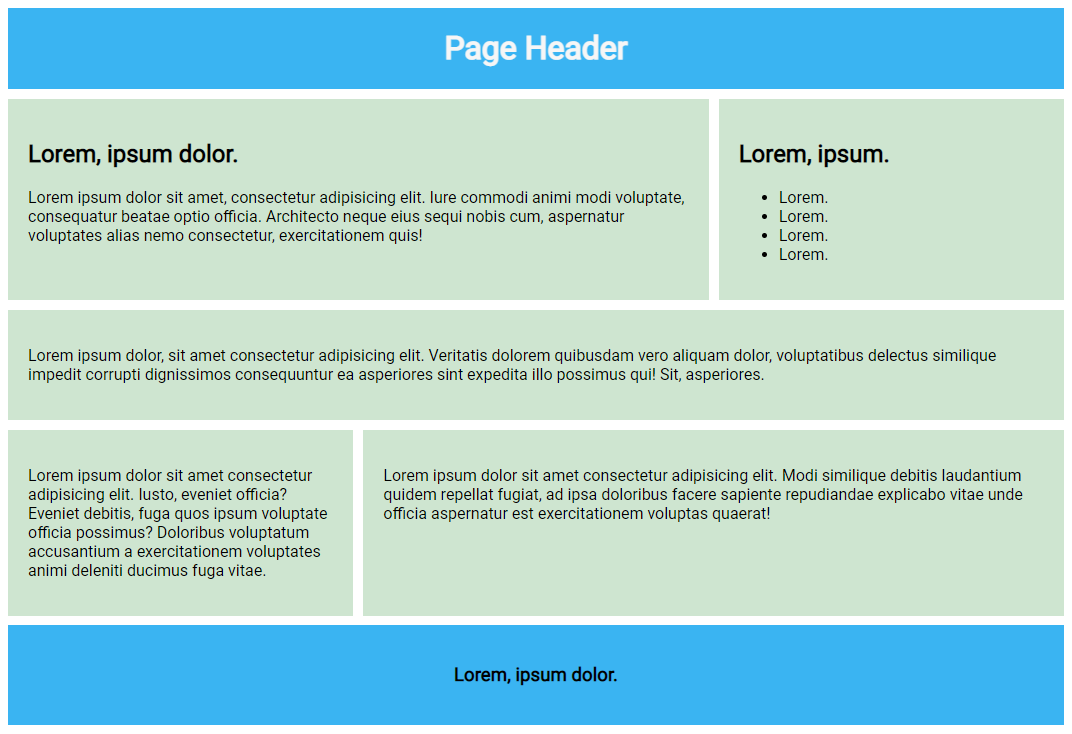 Page Header
Lorem, ipsum dolor.
Lorem ipsum dolor sit amet, consectetur adipisicing elit. Iure commodi animi modi voluptate,
consequatur beatae optio officia. Architecto neque eius sequi nobis cum, aspernatur
voluptates alias nemo consectetur, exercitationem quis!
Lorem, ipsum.
Lorem.
Lorem.
Lorem.
Lorem.
Lorem ipsum dolor, sit amet consectetur adipisicing elit. Veritatis dolorem quibusdam vero aliquam dolor, voluptatibus delectus similique
impedit corrupti dignissimos consequuntur ea asperiores sint expedita illo possimus qui! Sit, asperiores.
Lorem ipsum dolor sit amet consectetur
adipisicing elit. Iusto, eveniet officia?
Eveniet debitis, fuga quos ipsum voluptate
officia possimus? Doloribus voluptatum
accusantium a exercitationem voluptates
animi deleniti ducimus fuga vitae.
Lorem ipsum dolor sit amet consectetur adipisicing elit. Modi similique debitis laudantium
quidem repellat fugiat, ad ipsa doloribus facere sapiente repudiandae explicabo vitae unde
officia aspernatur est exercitationem voluptas quaerat!
Lorem, ipsum dolor.